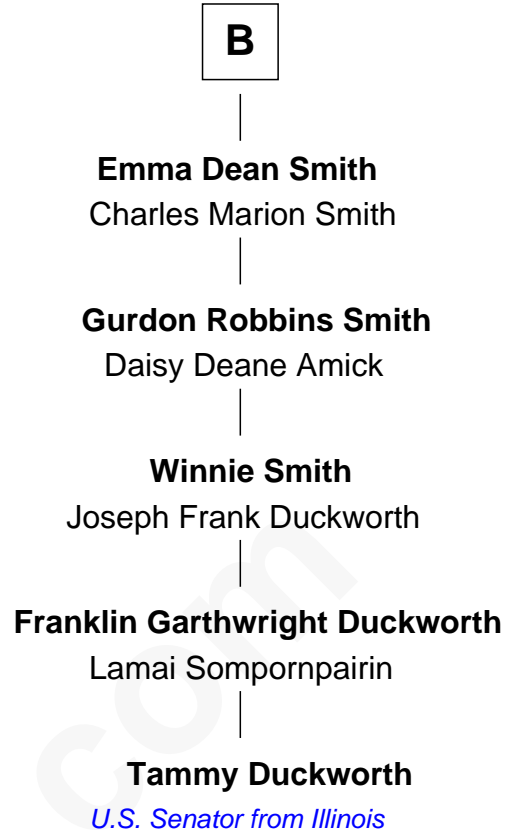 B
Emma Dean Smith
Charles Marion Smith
Gurdon Robbins Smith
Daisy Deane Amick
Winnie Smith
Joseph Frank Duckworth
Franklin Garthwright Duckworth
Lamai Sompornpairin
Tammy Duckworth
U.S. Senator from Illinois
com